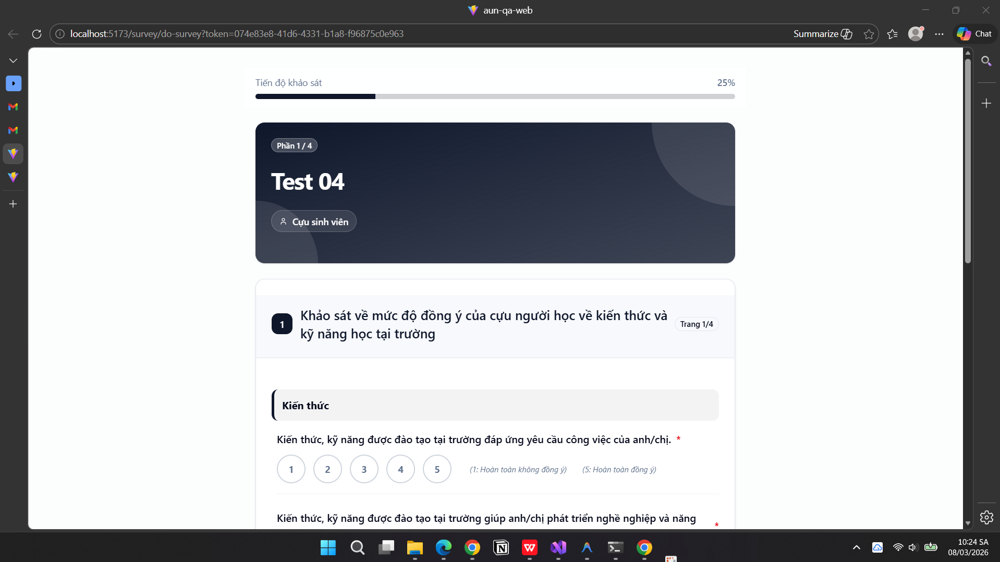 aun-qa-web
localhost:5173/survey/do-survey?token=074e83e8-41d6-4331-b1a8-f96875c0e963
Summarize
Chat
Tiến độ khảo sát
25%
Phần 1 / 4
Test 04
Cựu sinh viên
1
Khảo sát về mức độ đồng ý của cựu người học về kiến thức và
kỹ năng học tại trường
Trang 1/4
Kiến thức
Kiến thức, kỹ năng được đào tạo tại trường đáp ứng yêu cầu công việc của anh/chị. *
1 2 3 4 5 (1: Hoàn toàn không đồng ý) (5: Hoàn toàn đồng ý)
Kiến thức, kỹ năng được đào tạo tại trường giúp anh/chị phát triển nghề nghiệp và năng
*
10:24 SA
08/03/2026